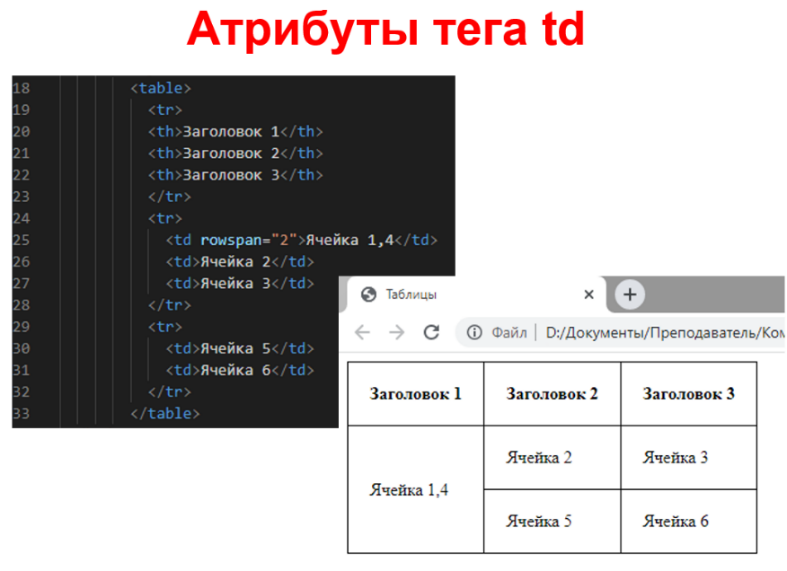 Атрибуты тега td
18 <table>
19 <tr>
20 <th>Заголовок 1</th>
21 <th>Заголовок 2</th>
22 <th>Заголовок 3</th>
23 </tr>
24 <tr>
25 <td rowspan="2">Ячейка 1,4</td>
26 <td>Ячейка 2</td>
27 <td>Ячейка 3</td>
28 </tr>
29 <tr>
30 <td>Ячейка 5</td>
31 <td>Ячейка 6</td>
32 </tr>
33 </table>
Таблицы
Файл | D:/Документы/Преподаватель/Ком
Заголовок 1 Заголовок 2 Заголовок 3
Ячейка 2 Ячейка 3
Ячейка 1,4
Ячейка 5 Ячейка 6